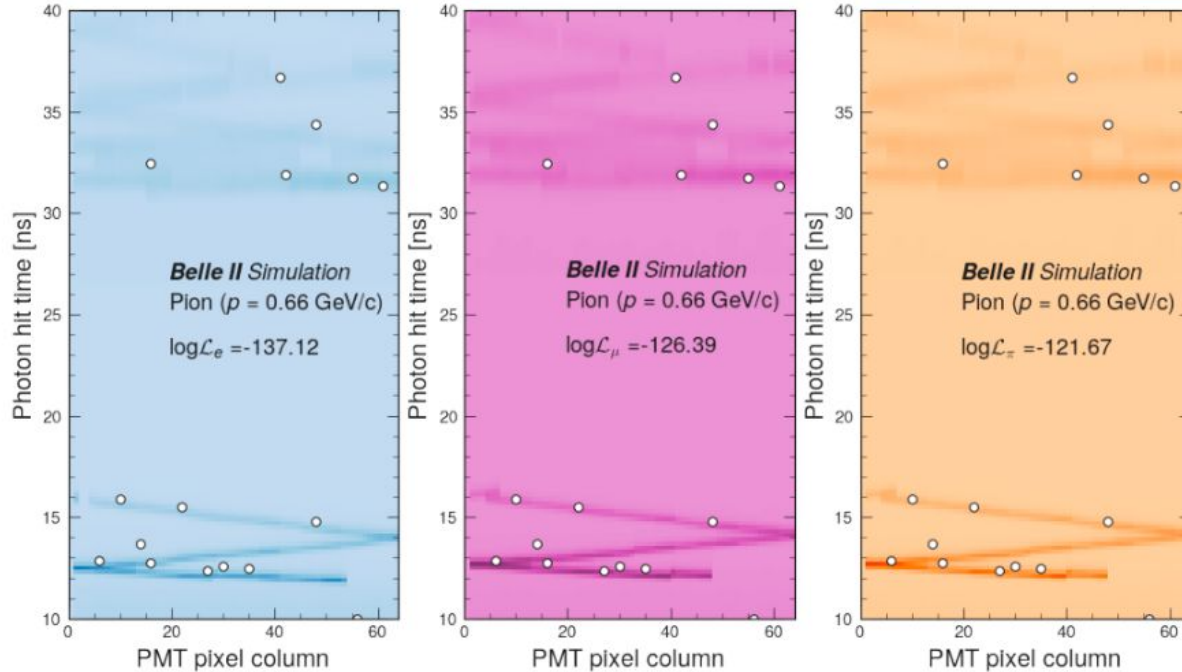 Photon hit time [ns]
40
35
30
25
20
15
10
Belle II Simulation
Pion (p = 0.66 GeV/c)
logℒₑ =-137.12
0 20 40 60
PMT pixel column
Photon hit time [ns]
40
35
30
25
20
15
10
Belle II Simulation
Pion (p = 0.66 GeV/c)
logℒ_μ =-126.39
0 20 40 60
PMT pixel column
Photon hit time [ns]
40
35
30
25
20
15
10
Belle II Simulation
Pion (p = 0.66 GeV/c)
logℒ_π =-121.67
0 20 40 60
PMT pixel column